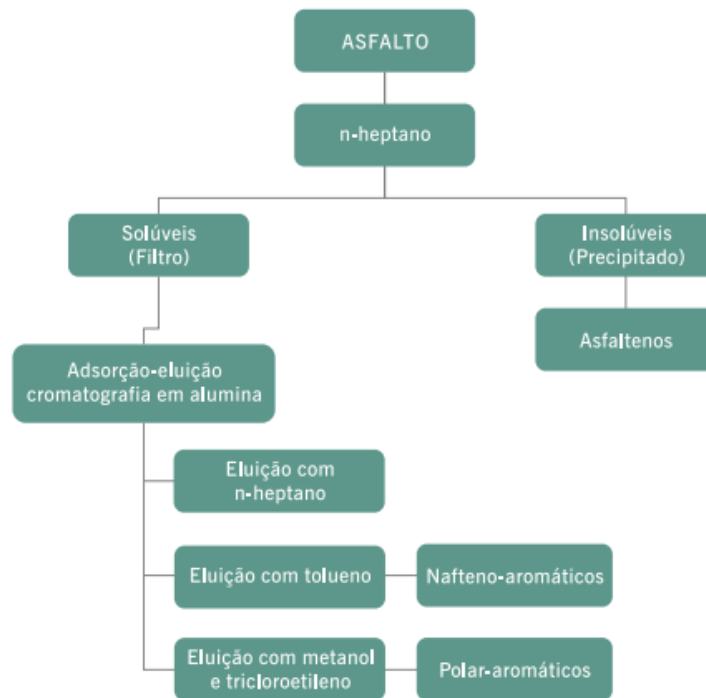 ASFALTO
n-heptano
Solúveis
(Filtro)
Insolúveis
(Precipitado)
Asfaltenos
Adsorção-eluição
cromatografia em alumina
Eluição com
n-heptano
Eluição com tolueno
Nafteno-aromáticos
Eluição com metanol
e tricloroetileno
Polar-aromáticos